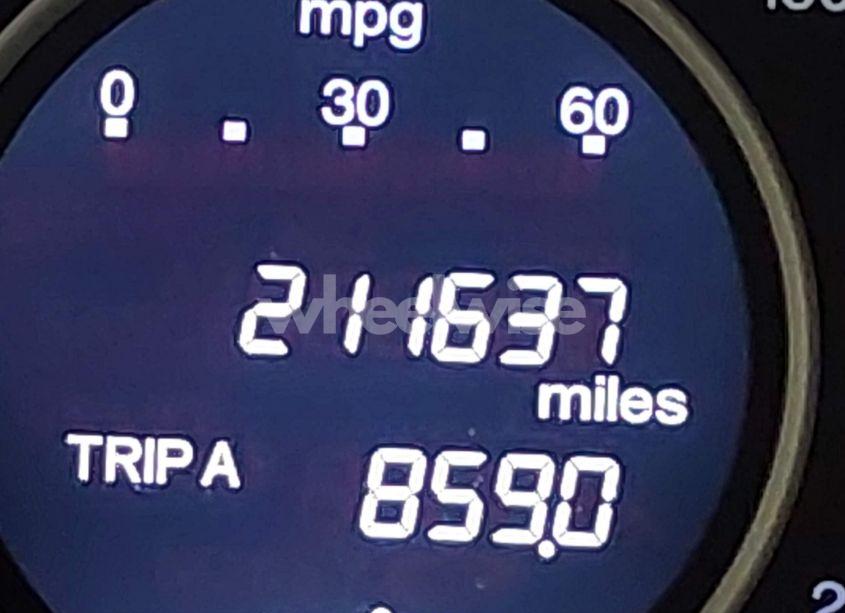 mpg
0 30 60
211637
miles
TRIP A 859.0
wheelwise